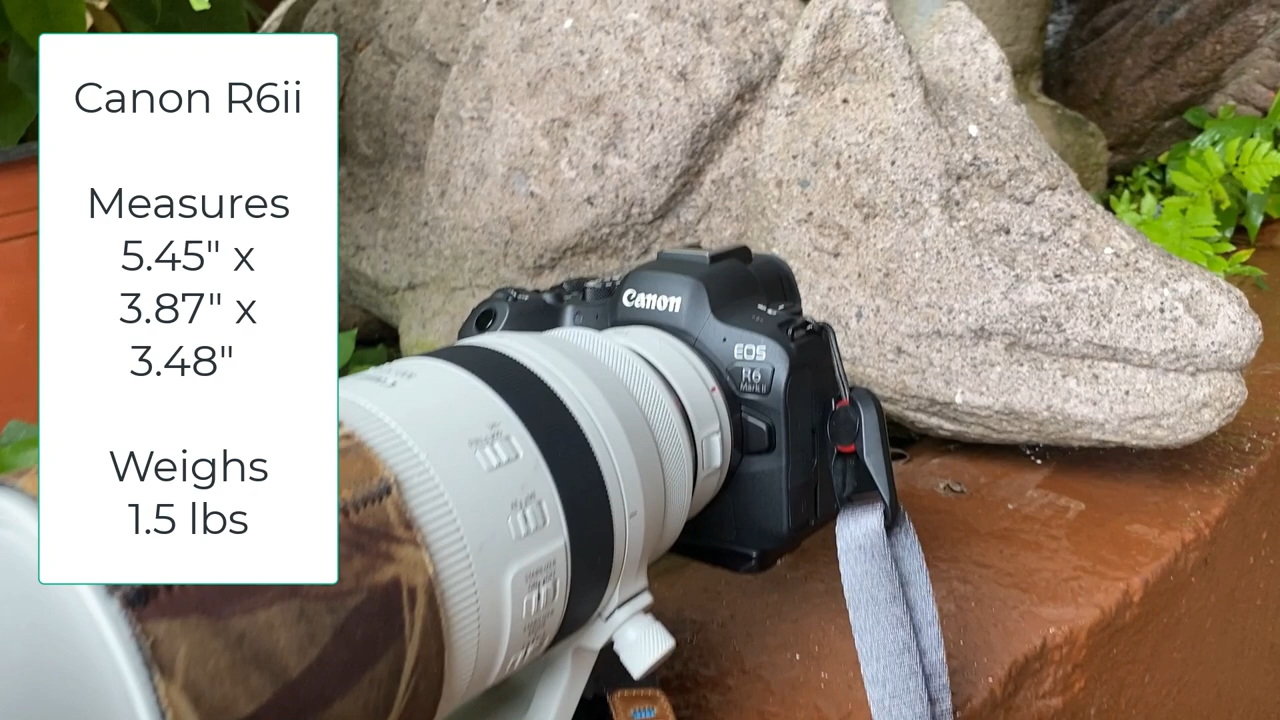 Canon R6ii
Measures
5.45" x
3.87" x
3.48"
Weighs
1.5 lbs
Canon
EOS
R6
Mark II